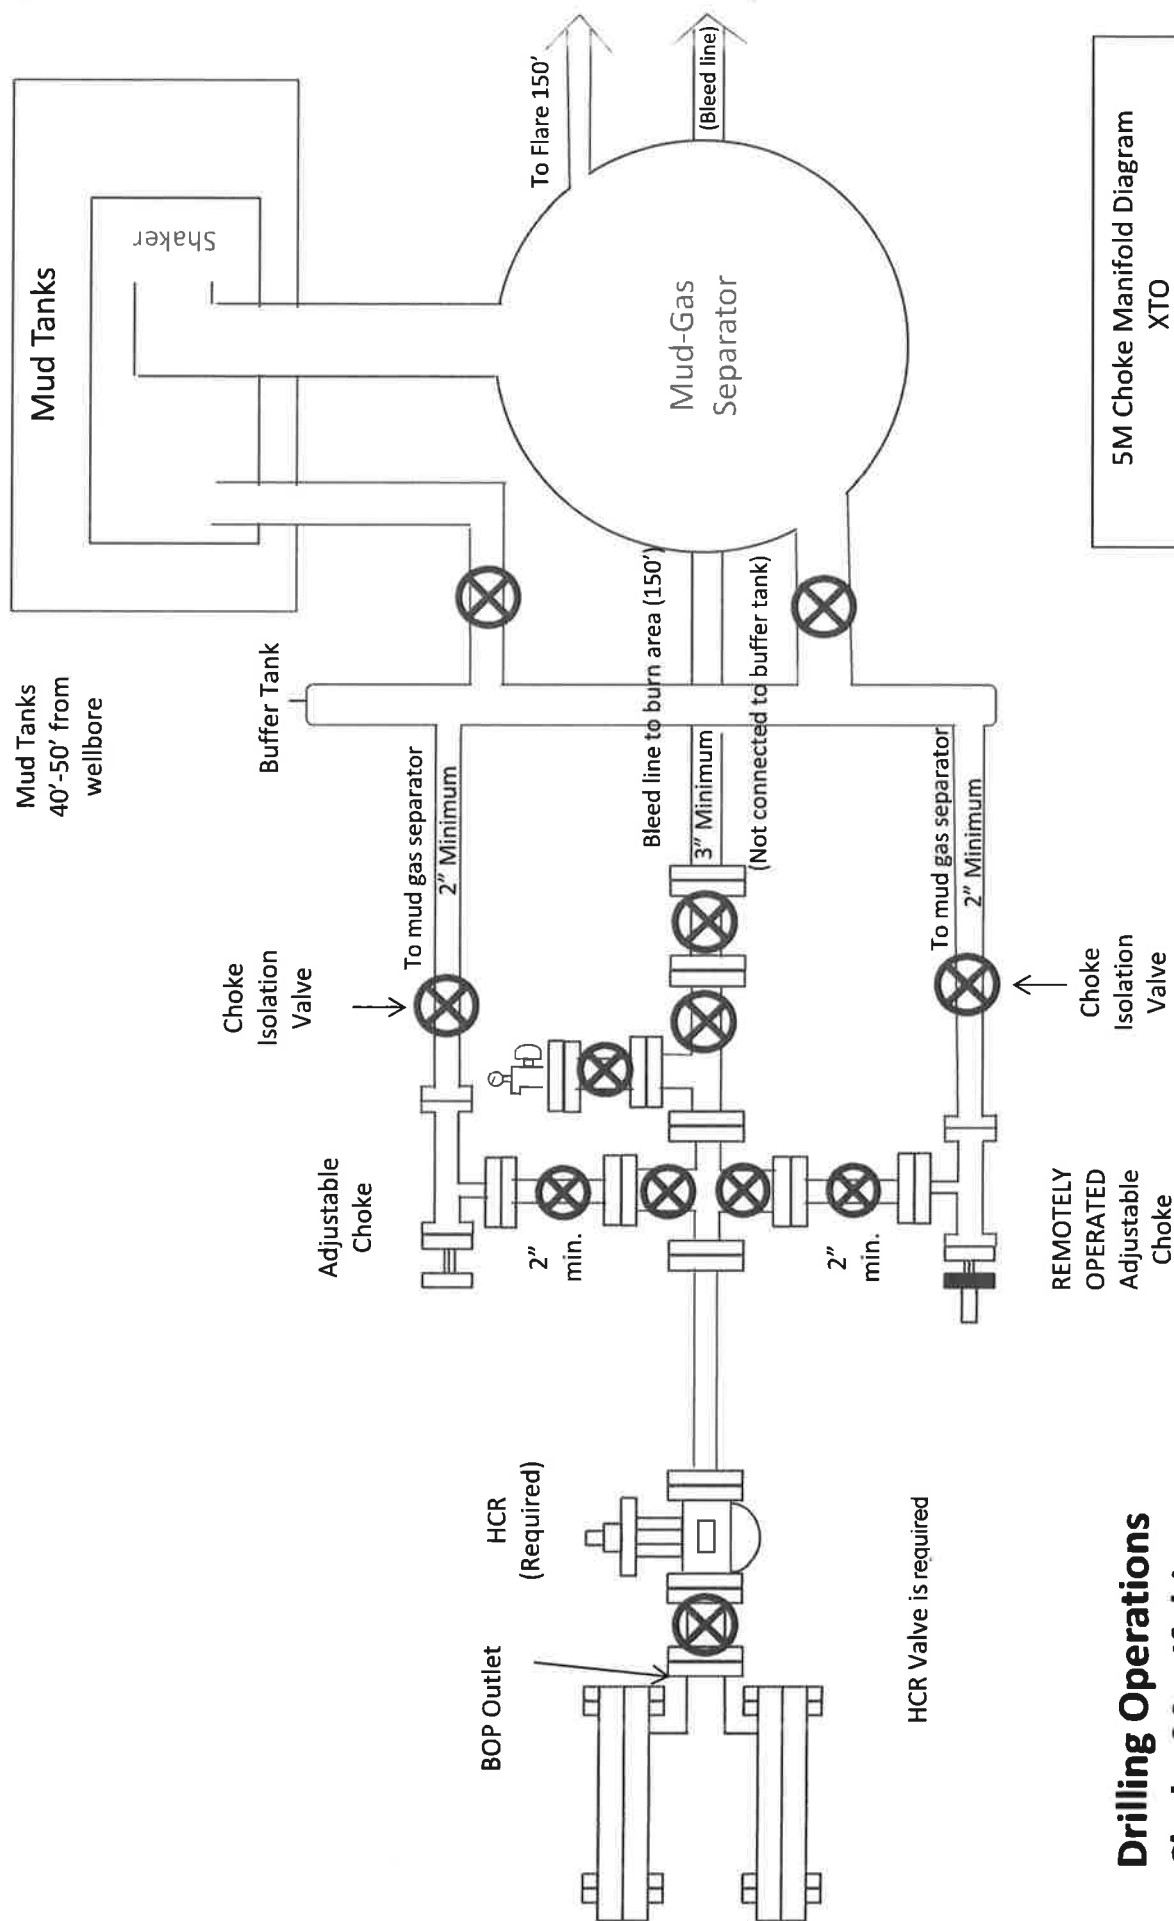 Mud Tanks
Shaker
To Flare 150’
(Bleed line)
Mud-Gas
Separator
Mud Tanks
40’-50’ from
wellbore
Buffer Tank
Bleed line to burn area (150’)
3” Minimum
(Not connected to buffer tank)
To mud gas separator
2” Minimum
To mud gas separator
2” Minimum
Choke
Isolation
Valve
Choke
Isolation
Valve
Adjustable
Choke
2”
min.
2”
min.
REMOTELY
OPERATED
Adjustable
Choke
HCR
(Required)
BOP Outlet
HCR Valve is required
5M Choke Manifold Diagram
XTO
Drilling Operations